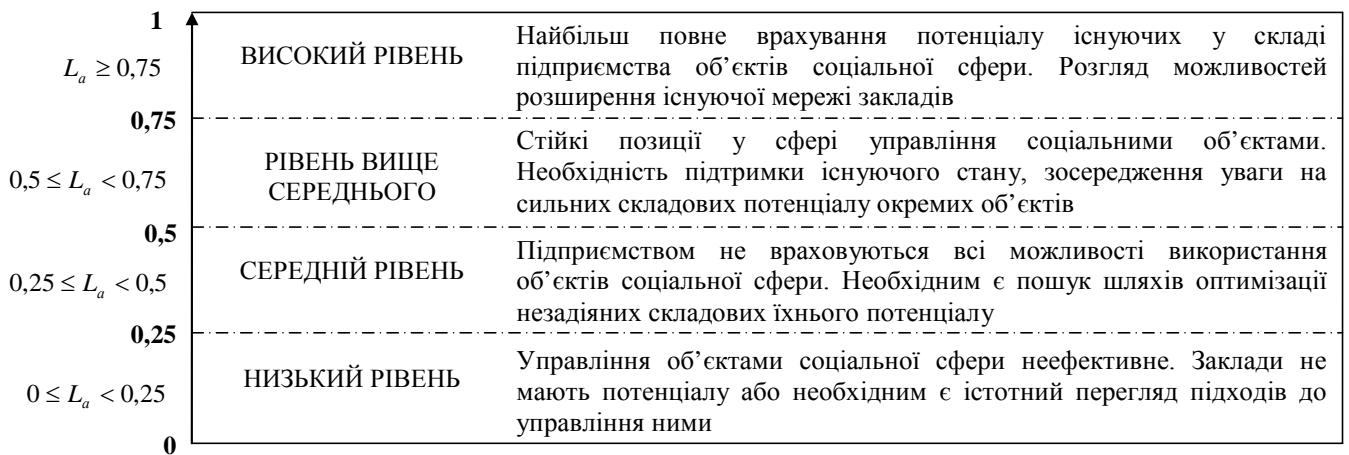 1
ВИСОКИЙ РІВЕНЬ
L_a ≥ 0,75
Найбільш повне врахування потенціалу існуючих у складі
підприємства об’єктів соціальної сфери. Розгляд можливостей
розширення існуючої мережі закладів
0,75
РІВЕНЬ ВИЩЕ
СЕРЕДНЬОГО
0,5 ≤ L_a < 0,75
Стійкі позиції у сфері управління соціальними об’єктами.
Необхідність підтримки існуючого стану, зосередження уваги на
сильних складових потенціалу окремих об’єктів
0,5
СЕРЕДНІЙ РІВЕНЬ
0,25 ≤ L_a < 0,5
Підприємством не враховуються всі можливості використання
об’єктів соціальної сфери. Необхідним є пошук шляхів оптимізації
незадіяних складових їхнього потенціалу
0,25
НИЗЬКИЙ РІВЕНЬ
0 ≤ L_a < 0,25
Управління об’єктами соціальної сфери неефективне. Заклади не
мають потенціалу або необхідним є істотний перегляд підходів до
управління ними
0